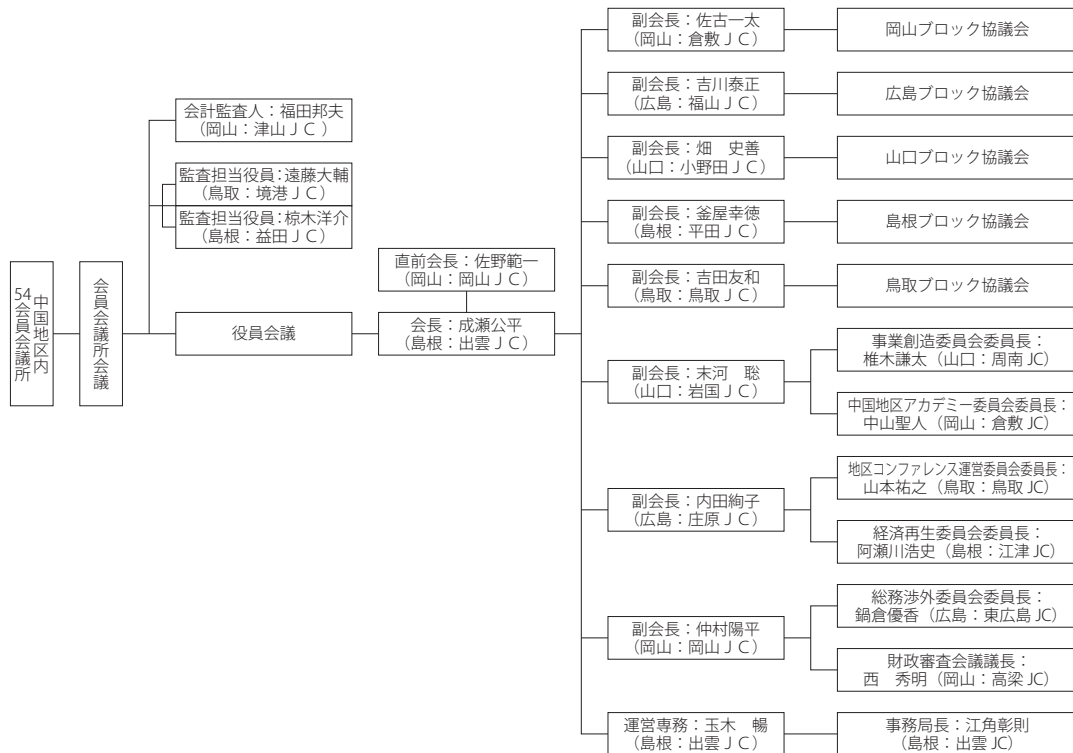 中国地区内
54会員会議所
会員会議所会議
会計監査人：福田邦夫
（岡山：津山ＪＣ）
監査担当役員：遠藤大輔
（鳥取：境港ＪＣ）
監査担当役員：椋木洋介
（島根：益田ＪＣ）
役員会議
直前会長：佐野範一
（岡山：岡山ＪＣ）
会長：成瀬公平
（島根：出雲ＪＣ）
副会長：佐古一太
（岡山：倉敷ＪＣ）
岡山ブロック協議会
副会長：吉川泰正
（広島：福山ＪＣ）
広島ブロック協議会
副会長：畑　史善
（山口：小野田ＪＣ）
山口ブロック協議会
副会長：釜屋幸徳
（島根：平田ＪＣ）
島根ブロック協議会
副会長：吉田友和
（鳥取：鳥取ＪＣ）
鳥取ブロック協議会
副会長：末河　聡
（山口：岩国ＪＣ）
事業創造委員会委員長：
椎木謙太（山口：周南 JC）
中国地区アカデミー委員会委員長：
中山聖人（岡山：倉敷 JC）
副会長：内田絢子
（広島：庄原ＪＣ）
地区コンファレンス運営委員会委員長：
山本祐之（鳥取：鳥取 JC）
経済再生委員会委員長：
阿瀬川浩史（島根：江津 JC）
副会長：仲村陽平
（岡山：岡山ＪＣ）
総務渉外委員会委員長：
鍋倉優香（広島：東広島 JC）
財政審査会議議長：
西　秀明（岡山：高梁 JC）
運営専務：玉木　暢
（島根：出雲ＪＣ）
事務局長：江角彰則
（島根：出雲 JC）